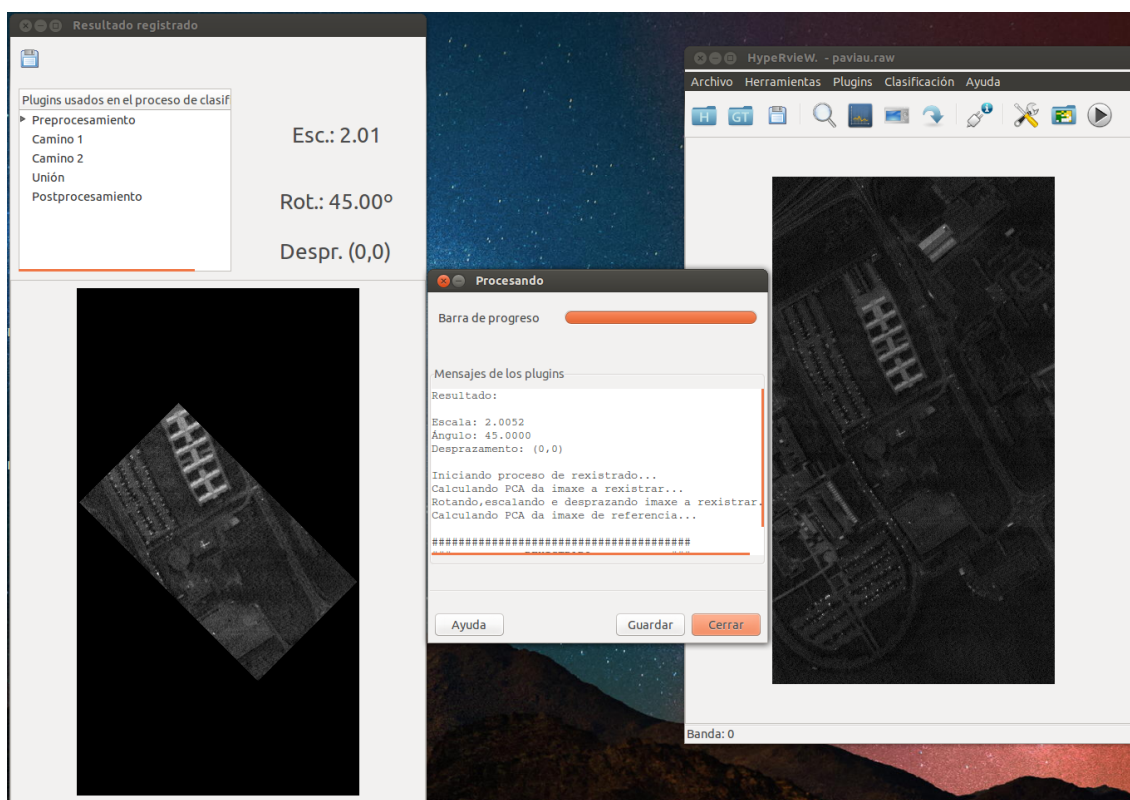 Resultado registrado
Plugins usados en el proceso de clasif
Preprocesamiento
Camino 1
Camino 2
Unión
Postprocesamiento
Esc.: 2.01
Rot.: 45.00º
Despr. (0,0)
Procesando
Barra de progreso
Mensajes de los plugins
Resultado:
Escala: 2.0052
Ángulo: 45.0000
Desprazamento: (0,0)
Iniciando proceso de rexistrado...
Calculando PCA da imaxe a rexistrar...
Rotando,escalando e desprazando imaxe a rexistrar.
Calculando PCA da imaxe de referencia...
#######################################
Ayuda
Guardar
Cerrar
HypeRvieW. - paviau.raw
Archivo Herramientas Plugins Clasificación Ayuda
H GT
Banda: 0